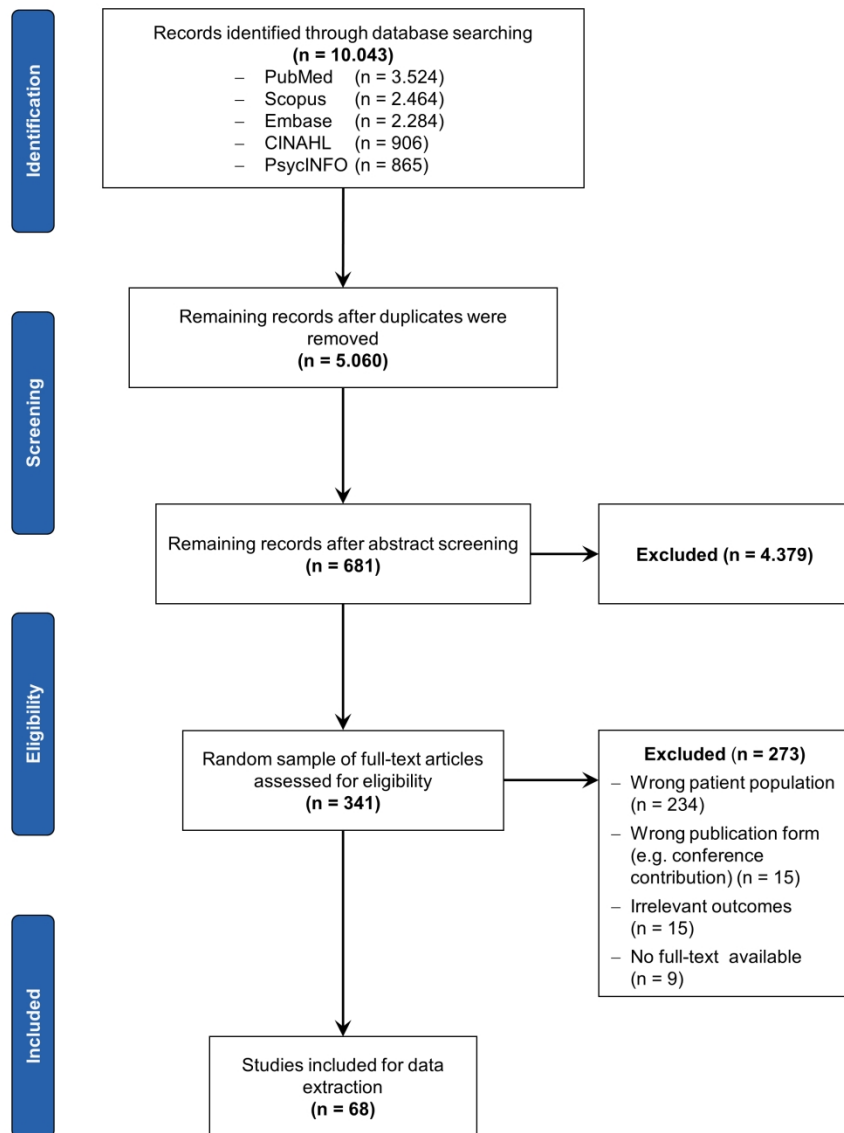 Identification
Records identified through database searching
(n = 10.043)
– PubMed (n = 3.524)
– Scopus (n = 2.464)
– Embase (n = 2.284)
– CINAHL (n = 906)
– PsycINFO (n = 865)
Screening
Remaining records after duplicates were
removed
(n = 5.060)
Remaining records after abstract screening
(n = 681)
Excluded (n = 4.379)
Eligibility
Random sample of full-text articles
assessed for eligibility
(n = 341)
Excluded (n = 273)
– Wrong patient population
(n = 234)
– Wrong publication form
(e.g. conference
contribution) (n = 15)
– Irrelevant outcomes
(n = 15)
– No full-text available
(n = 9)
Included
Studies included for data
extraction
(n = 68)